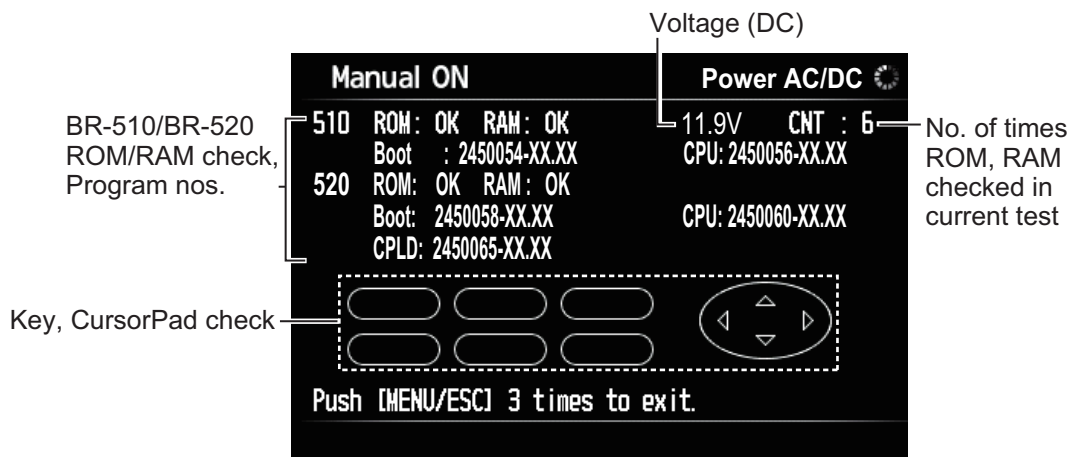 Voltage (DC)
Manual ON Power AC/DC
BR-510/BR-520
ROM/RAM check,
Program nos.
510 ROM: OK RAM: OK 11.9V CNT : 6
Boot : 2450054-XX.XX CPU: 2450056-XX.XX
520 ROM: OK RAM: OK
Boot: 2450058-XX.XX CPU: 2450060-XX.XX
CPLD: 2450065-XX.XX
No. of times
ROM, RAM
checked in
current test
Key, CursorPad check
Push [MENU/ESC] 3 times to exit.